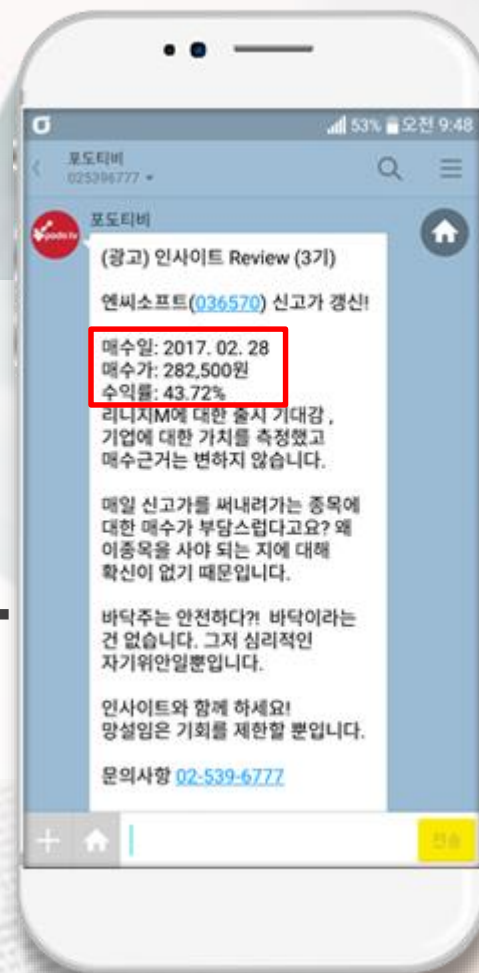 53% 오전 9:48
포도티비
025396777
포도티비
(광고) 인사이트 Review (3기)
엔씨소프트(036570) 신고가 갱신!
매수일: 2017. 02. 28
매수가: 282,500원
수익률: 43.72%
리니지M에 대한 출시 기대감 ,
기업에 대한 가치를 측정했고
매수근거는 변하지 않습니다.
매일 신고가를 써내려가는 종목에
대한 매수가 부담스럽다고요? 왜
이종목을 사야 되는 지에 대해
확신이 없기 때문입니다.
바닥주는 안전하다?! 바닥이라는
건 없습니다. 그저 심리적인
자기위안일뿐입니다.
인사이트와 함께 하세요!
망설임은 기회를 제한할 뿐입니다.
문의사항 02-539-6777
전송